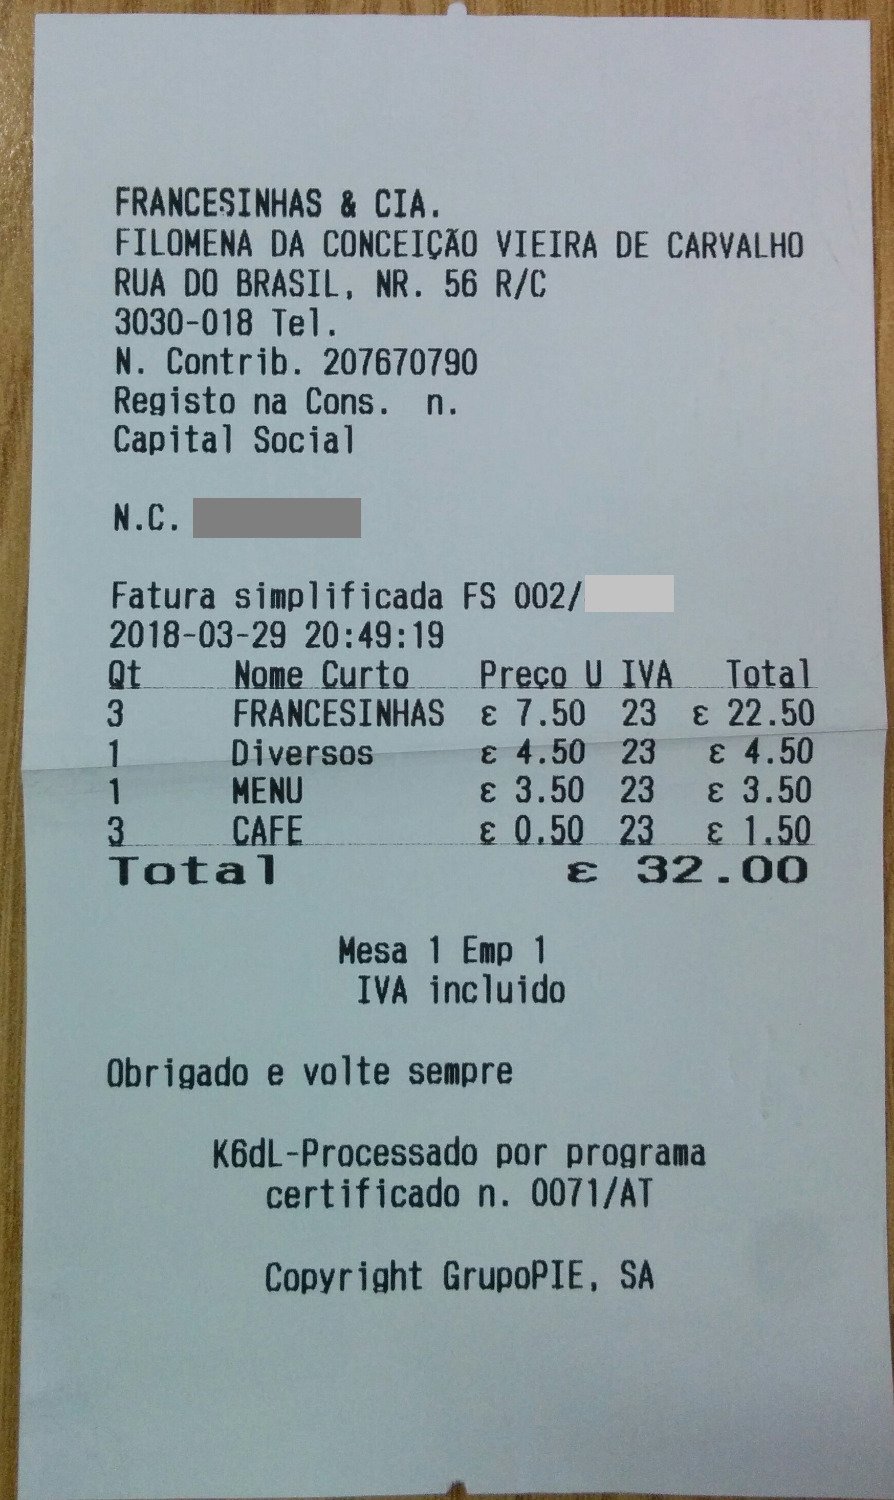 FRANCESINHAS & CIA.
FILOMENA DA CONCEIÇÃO VIEIRA DE CARVALHO
RUA DO BRASIL, NR. 56 R/C
3030-018 Tel.
N. Contrib. 207670790
Registo na Cons. n.
Capital Social
N.C.
Fatura simplificada FS 002/
2018-03-29 20:49:19
Qt Nome Curto Preço U IVA Total
3 FRANCESINHAS € 7.50 23 € 22.50
1 Diversos € 4.50 23 € 4.50
1 MENU € 3.50 23 € 3.50
3 CAFE € 0.50 23 € 1.50
Total € 32.00
Mesa 1 Emp 1
IVA incluido
Obrigado e volte sempre
K6dL-Processado por programa
certificado n. 0071/AT
Copyright GrupoPIE, SA